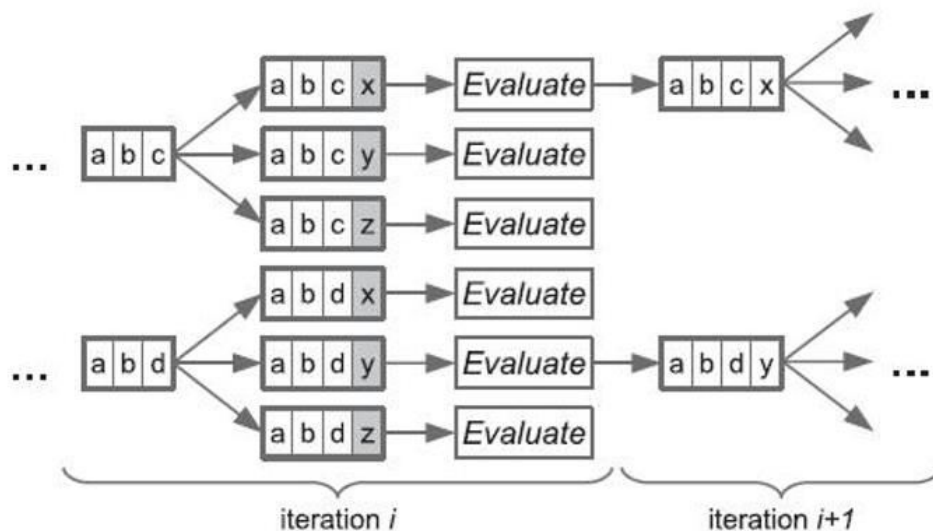 a b c x Evaluate a b c x
... a b c a b c y Evaluate ...
a b c z Evaluate
a b d x Evaluate
... a b d a b d y Evaluate a b d y ...
a b d z Evaluate
iteration i iteration i+1